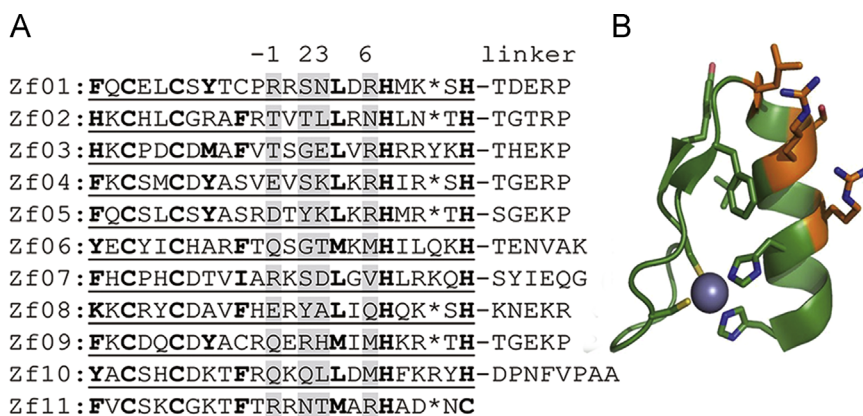 A
B
-1 23 6 linker
Zf01:FQCELCSYTCPRRSNLDRHMK*SH-TDERP
Zf02:HKCHLCGRAFRTVTLLRNHLN*TH-TGTRP
Zf03:HKCPDCDMAFVTSGELVRHRRYKH-THEKP
Zf04:FKCSMCDYASVEVSKLKRHIR*SH-TGERP
Zf05:FQCSLCSYASRDTYKLKRHMR*TH-SGEKP
Zf06:YECYICHARFTQSGTMKMHILQKH-TENVAK
Zf07:FHCPHCDTVIARKSDLGVHLRKQH-SYIEQG
Zf08:KKCRYCDAVFHERYALIQHQK*SH-KNEKR
Zf09:FKCDQCDYACRQERHMIMHKR*TH-TGEKP
Zf10:YACSHCDKTFRQKQLLDMHFKRYH-DPNFVPAA
Zf11:FVCSKCGKTFTRRNTMARHAD*NC